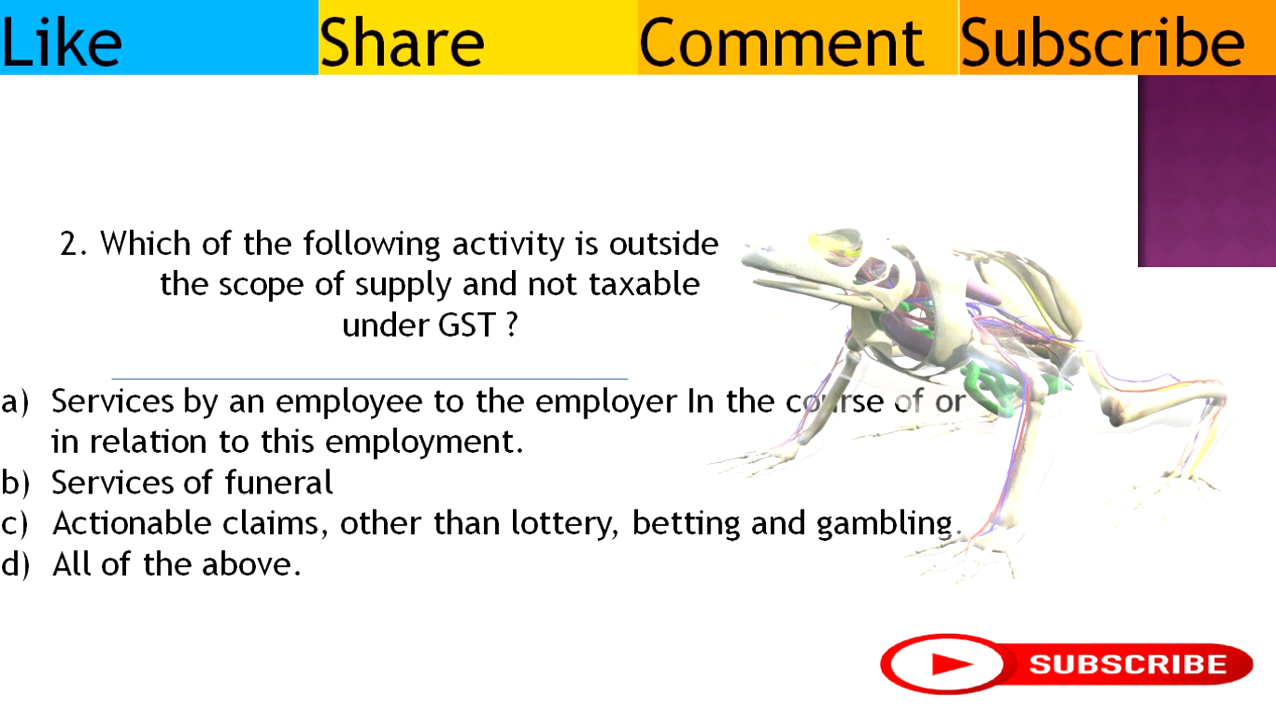 Like Share Comment Subscribe
2. Which of the following activity is outside
the scope of supply and not taxable
under GST ?
a) Services by an employee to the employer In the course of or
in relation to this employment.
b) Services of funeral
c) Actionable claims, other than lottery, betting and gambling.
d) All of the above.
SUBSCRIBE